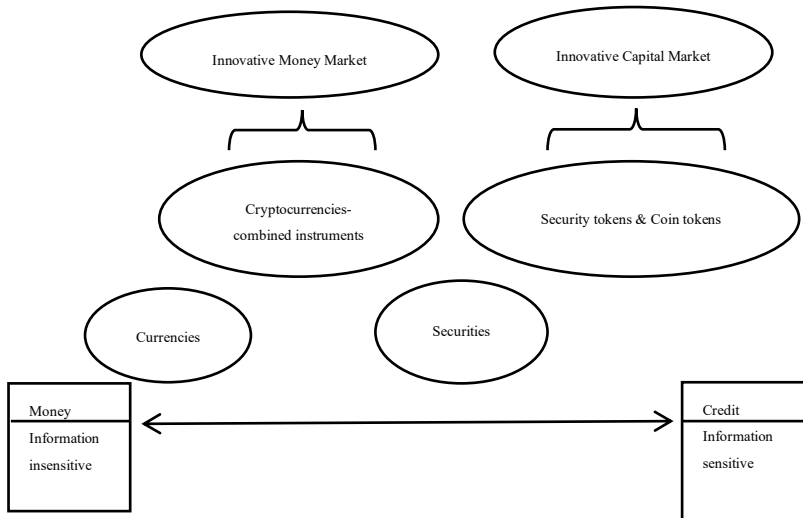 Innovative Money Market
Innovative Capital Market
Cryptocurrencies-
combined instruments
Security tokens & Coin tokens
Currencies
Securities
Money
Information
insensitive
Credit
Information
sensitive